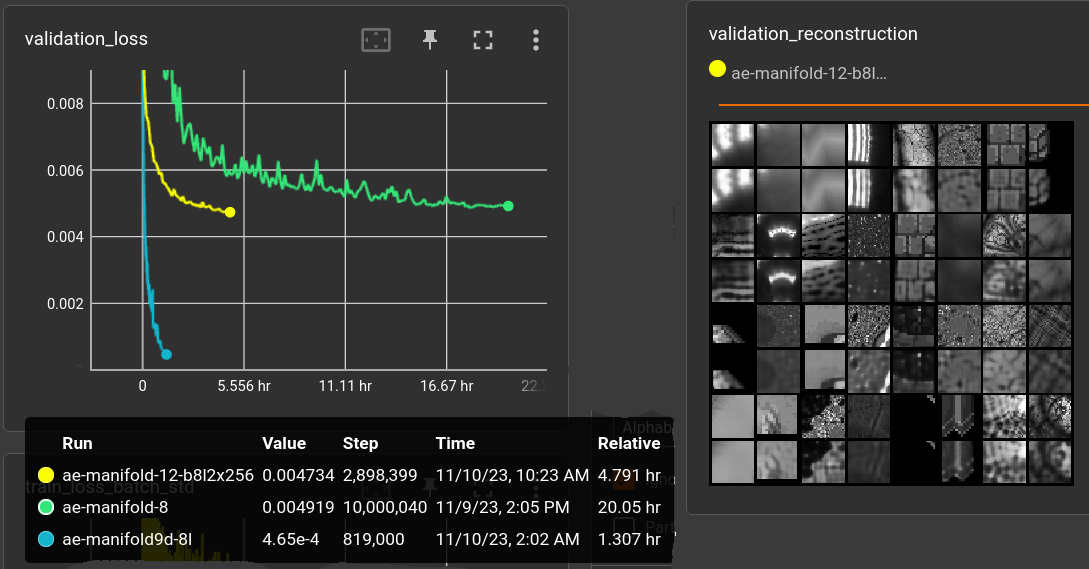 validation_loss
0.008
0.006
0.004
0.002
0 5.556 hr 11.11 hr 16.67 hr 22
validation_reconstruction
ae-manifold-12-b8l…
Run Value Step Time Relative
ae-manifold-12-b8l2x256 0.004734 2,898,399 11/10/23, 10:23 AM 4.791 hr
ae-manifold-8 0.004919 10,000,040 11/9/23, 2:05 PM 20.05 hr
ae-manifold9d-8l 4.65e-4 819,000 11/10/23, 2:02 AM 1.307 hr
train_loss_batch_std
Alphab
Part